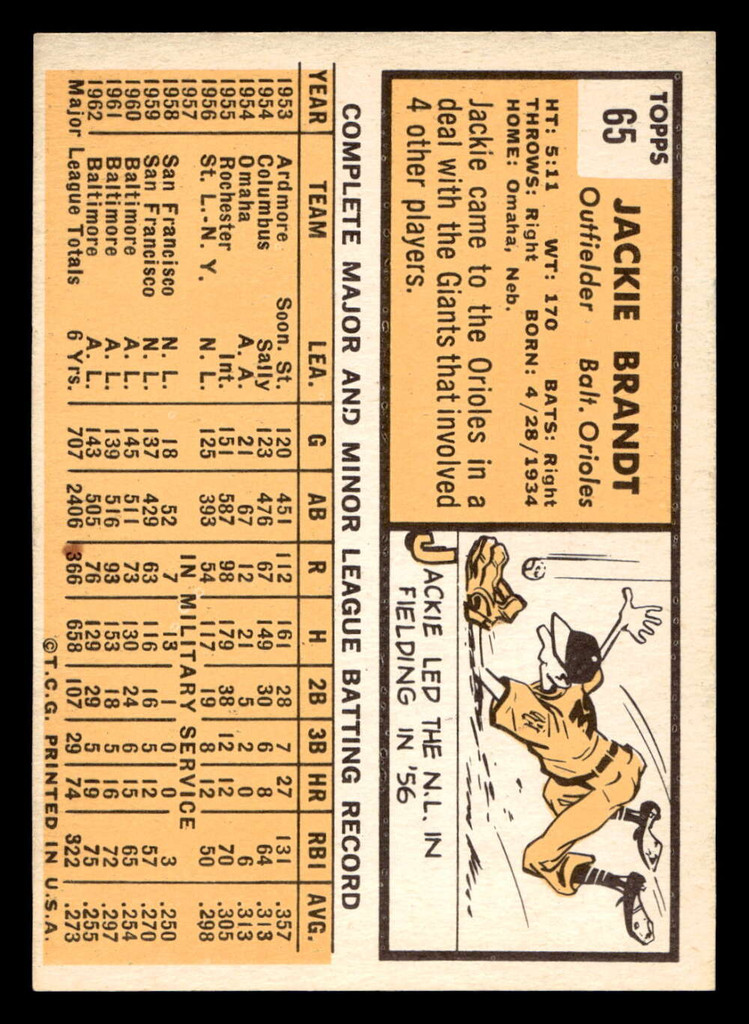 TOPPS
65
JACKIE BRANDT
Outfielder Balt. Orioles
HT: 5:11 WT: 170 BATS: Right
THROWS: Right BORN: 4/28/1934
HOME: Omaha, Neb.
Jackie came to the Orioles in a
deal with the Giants that involved
4 other players.
JACKIE LED THE N.L. IN
FIELDING IN '56
COMPLETE MAJOR AND MINOR LEAGUE BATTING RECORD
YEAR TEAM LEA. G AB R H 2B 3B HR RBI AVG.
1953 Ardmore Soon. St. 120 451 112 161 28 7 27 131 .357
1954 Columbus Sally 123 476 67 149 30 6 8 64 .313
1954 Omaha A. A. 21 67 12 21 5 2 0 6 .313
1955 Rochester Int. 151 587 98 179 38 12 12 70 .305
1956 St. L.-N. Y. N. L. 125 393 54 117 19 8 12 50 .298
1957 IN MILITARY SERVICE
1958 San Francisco N. L. 18 52 7 13 1 0 0 3 .250
1959 San Francisco N. L. 137 429 63 116 16 5 12 57 .270
1960 Baltimore A. L. 145 511 73 130 24 6 15 65 .254
1961 Baltimore A. L. 139 516 93 153 18 5 16 72 .297
1962 Baltimore A. L. 143 505 76 129 29 5 19 75 .255
Major League Totals 6 Yrs. 707 2406 366 658 107 29 74 322 .273
©T.C.G. PRINTED IN U.S.A.